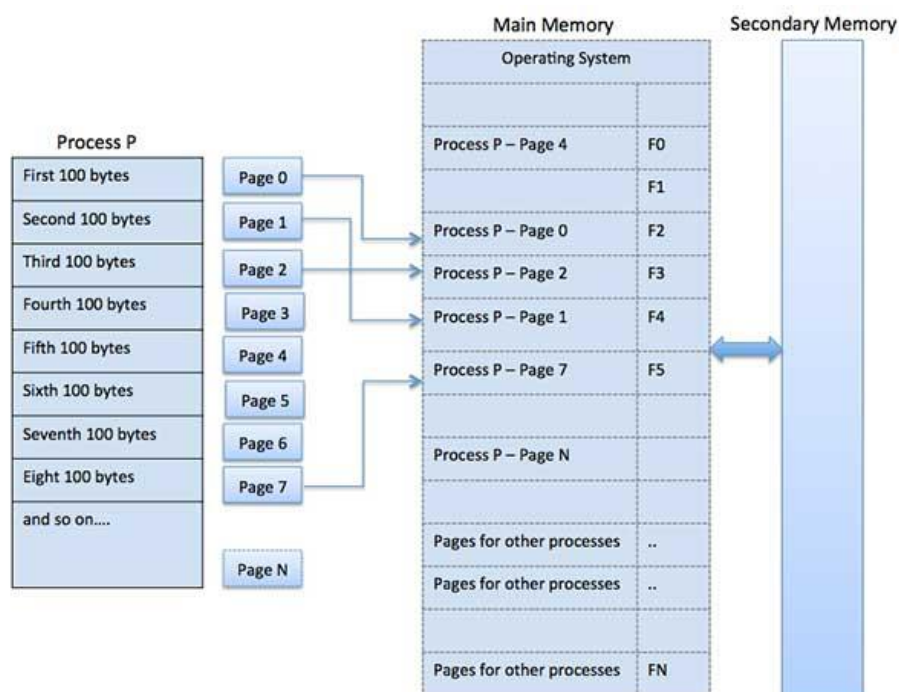 Main Memory
Secondary Memory
Operating System
Process P
First 100 bytes
Second 100 bytes
Third 100 bytes
Fourth 100 bytes
Fifth 100 bytes
Sixth 100 bytes
Seventh 100 bytes
Eight 100 bytes
and so on....
Page 0
Page 1
Page 2
Page 3
Page 4
Page 5
Page 6
Page 7
Page N
Process P – Page 4 F0
F1
Process P – Page 0 F2
Process P – Page 2 F3
Process P – Page 1 F4
Process P – Page 7 F5
Process P – Page N
Pages for other processes ..
Pages for other processes ..
Pages for other processes FN